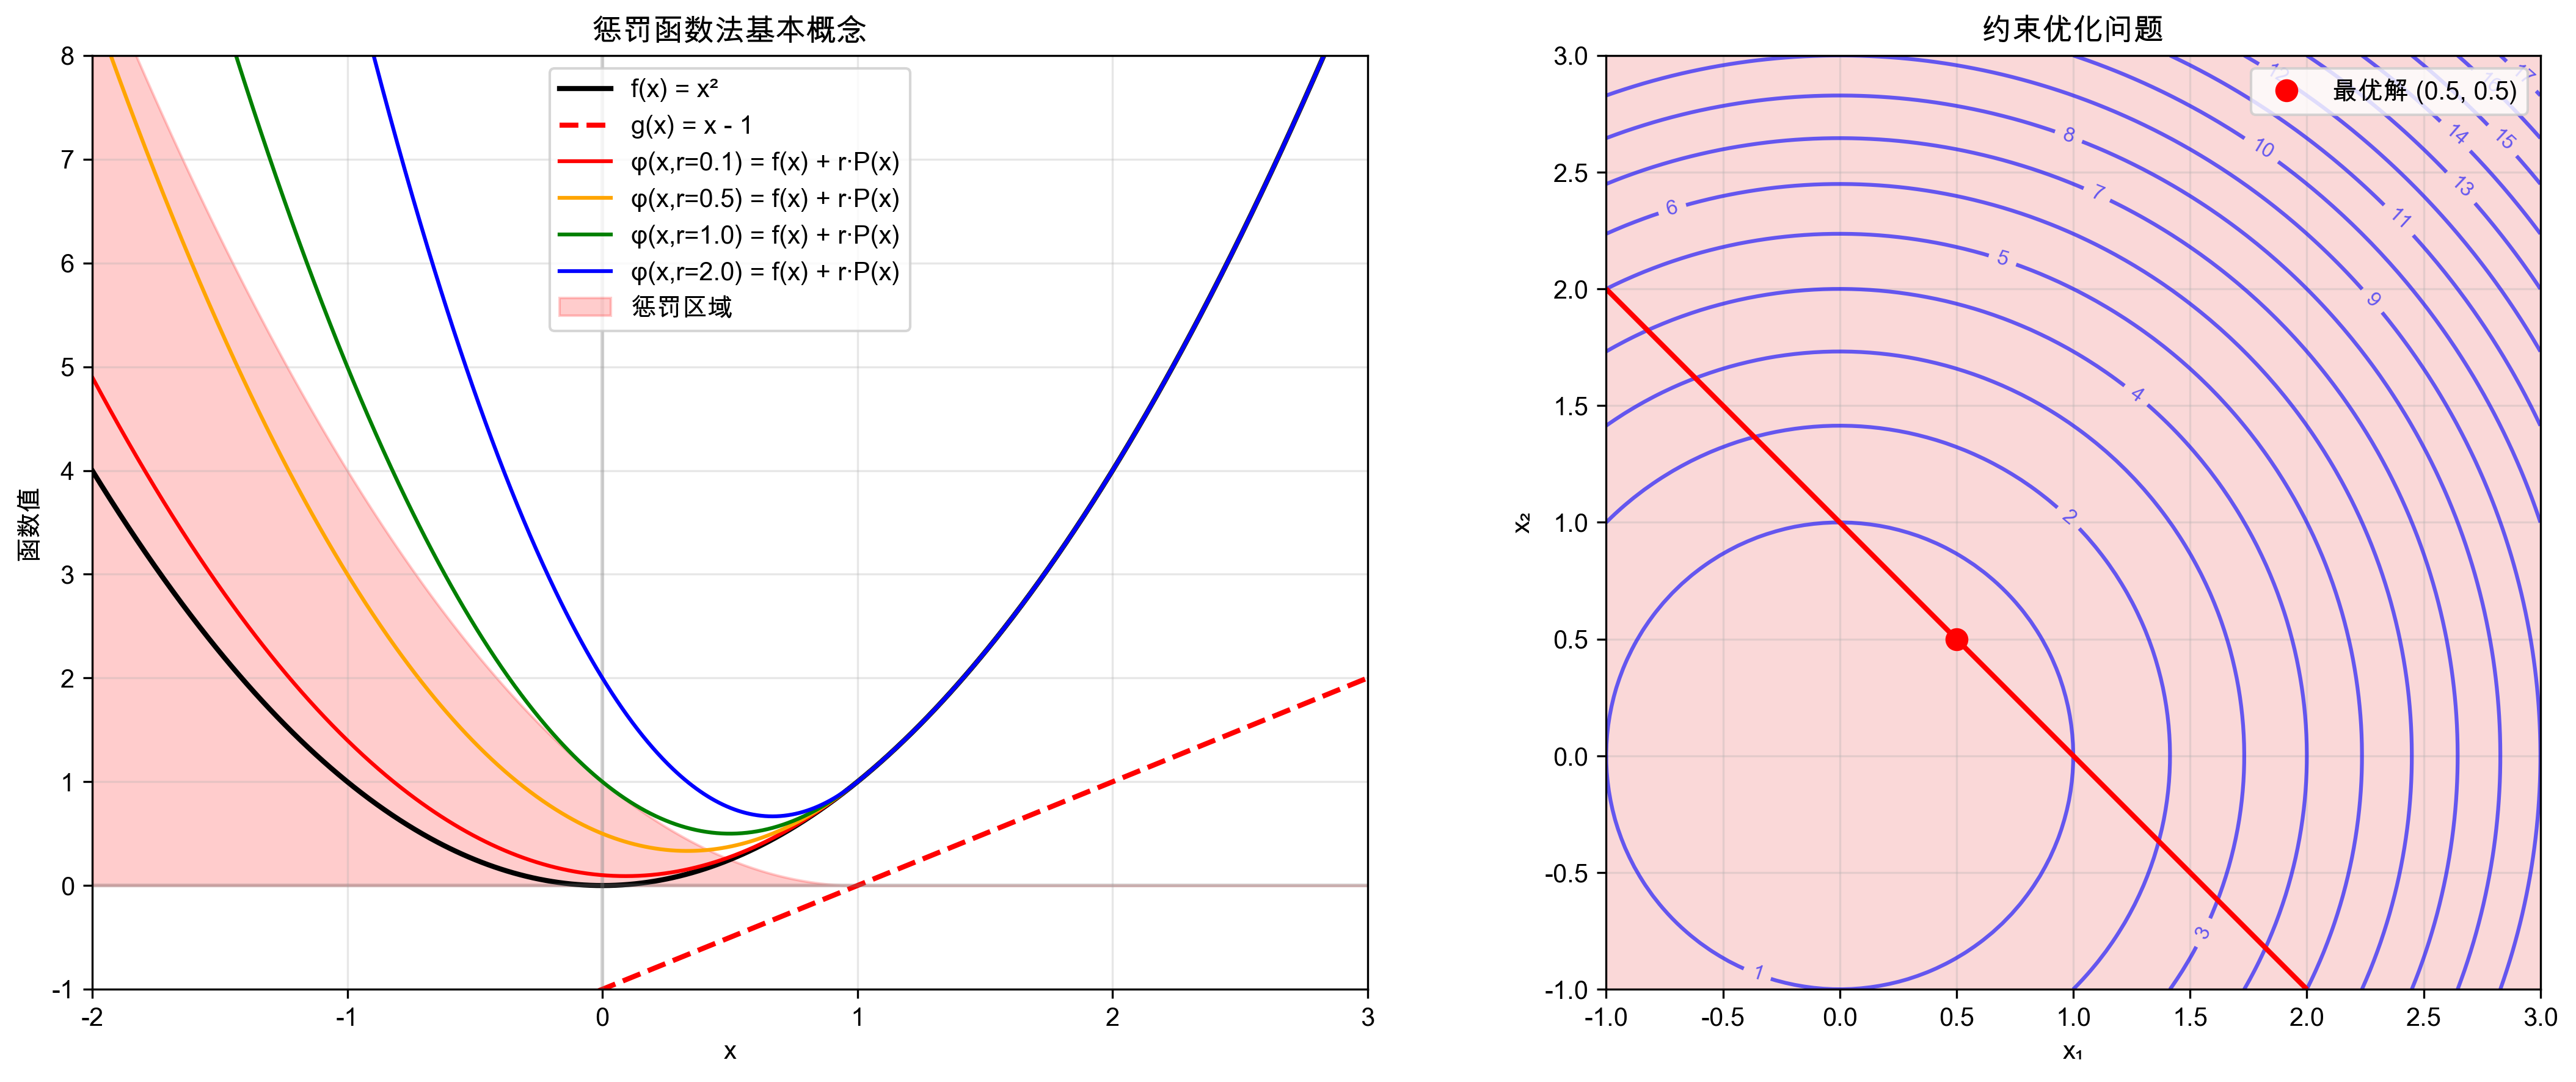 惩罚函数法基本概念
8
7
6
5
4
3
2
1
0
-1
函数值
f(x) = x²
g(x) = x - 1
φ(x,r=0.1) = f(x) + r·P(x)
φ(x,r=0.5) = f(x) + r·P(x)
φ(x,r=1.0) = f(x) + r·P(x)
φ(x,r=2.0) = f(x) + r·P(x)
惩罚区域
-2 -1 0 1 2 3
x
约束优化问题
3.0
2.5
2.0
1.5
1.0
0.5
0.0
-0.5
-1.0
x₂
最优解 (0.5, 0.5)
12
17
8
10
14
15
7
13
6
11
5
9
4
2
3
1
-1.0 -0.5 0.0 0.5 1.0 1.5 2.0 2.5 3.0
x₁